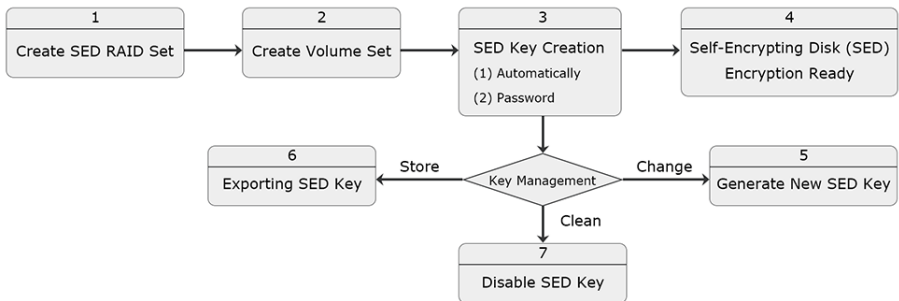 1
Create SED RAID Set
2
Create Volume Set
3
SED Key Creation
(1) Automatically
(2) Password
4
Self-Encrypting Disk (SED)
Encryption Ready
Key Management
Store
Change
Clean
5
Generate New SED Key
6
Exporting SED Key
7
Disable SED Key